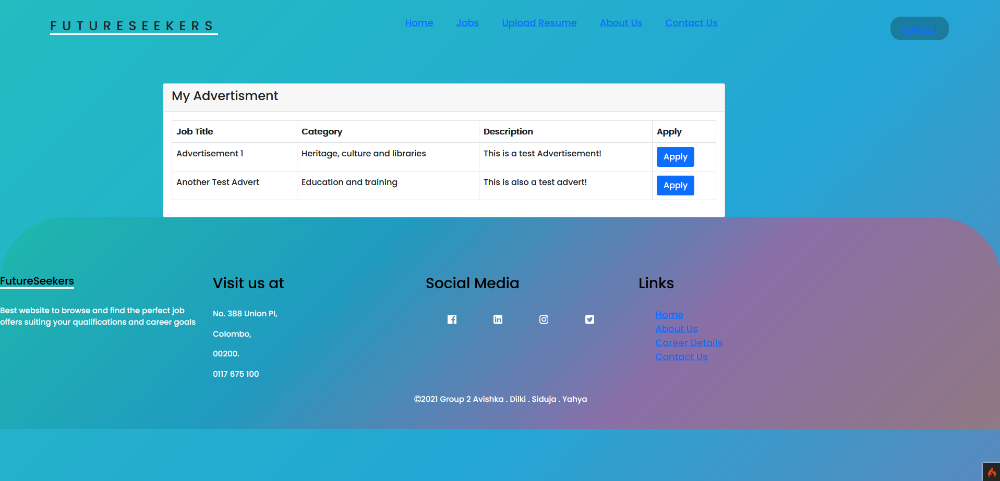 FUTURESEEKERS
Home Jobs Upload Resume About Us Contact Us
Logout
My Advertisment
Job Title Category Description Apply
Advertisement 1 Heritage, culture and libraries This is a test Advertisement! Apply
Another Test Advert Education and training This is also a test advert! Apply
FutureSeekers
Best website to browse and find the perfect job
offers suiting your qualifications and career goals
Visit us at
No. 388 Union Pl,
Colombo,
00200.
0117 675 100
Social Media
Links
Home
About Us
Career Details
Contact Us
©2021 Group 2 Avishka . Dilki . Siduja . Yahya